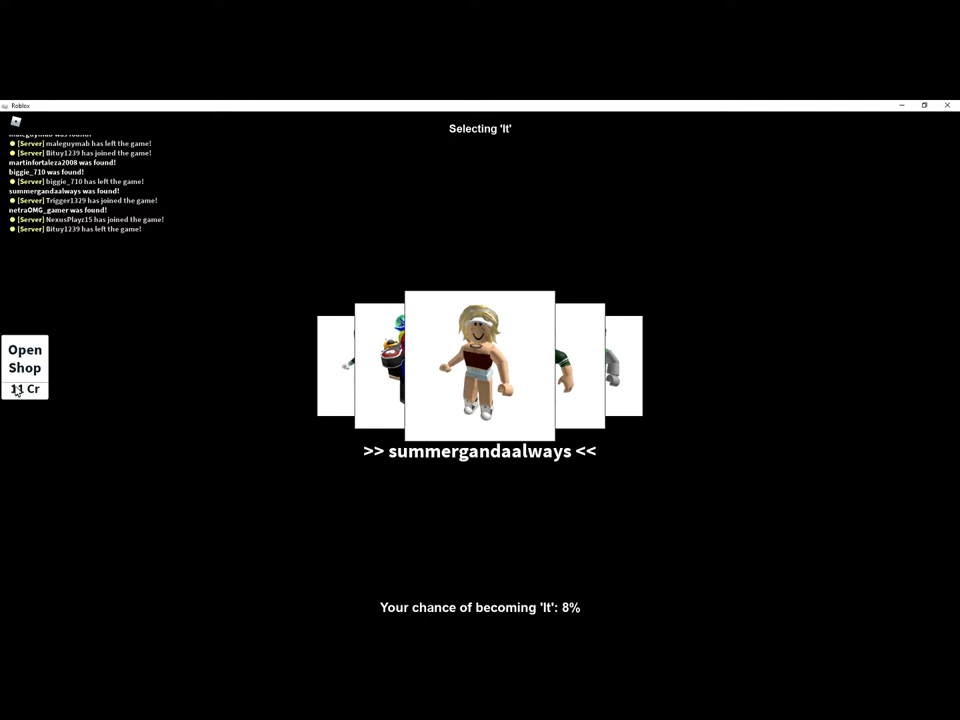 Roblox
Selecting 'It'
[Server] maleguymab has left the game!
[Server] Bituy1239 has joined the game!
martinfortaleza2008 was found!
biggie_710 was found!
[Server] biggie_710 has left the game!
summergandaalways was found!
[Server] Trigger1329 has joined the game!
netraOMG_gamer was found!
[Server] NexusPlayz15 has joined the game!
[Server] Bituy1239 has left the game!
Open
Shop
11 Cr
>> summergandaalways <<
Your chance of becoming 'It': 8%